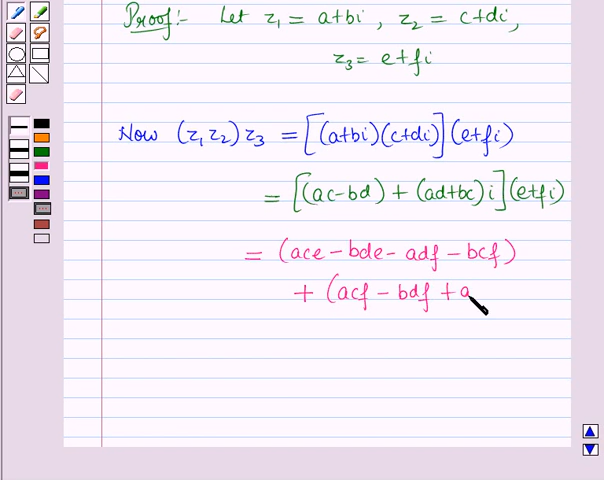 Proof:- Let z₁ = a+bi , z₂ = c+di,
z₃ = e+fi
Now (z₁z₂) z₃ = [(a+bi)(c+di)](e+fi)
= [(ac-bd) + (ad+bc)i](e+fi)
= (ace - bde - adf - bcf)
+ (acf - bdf + a